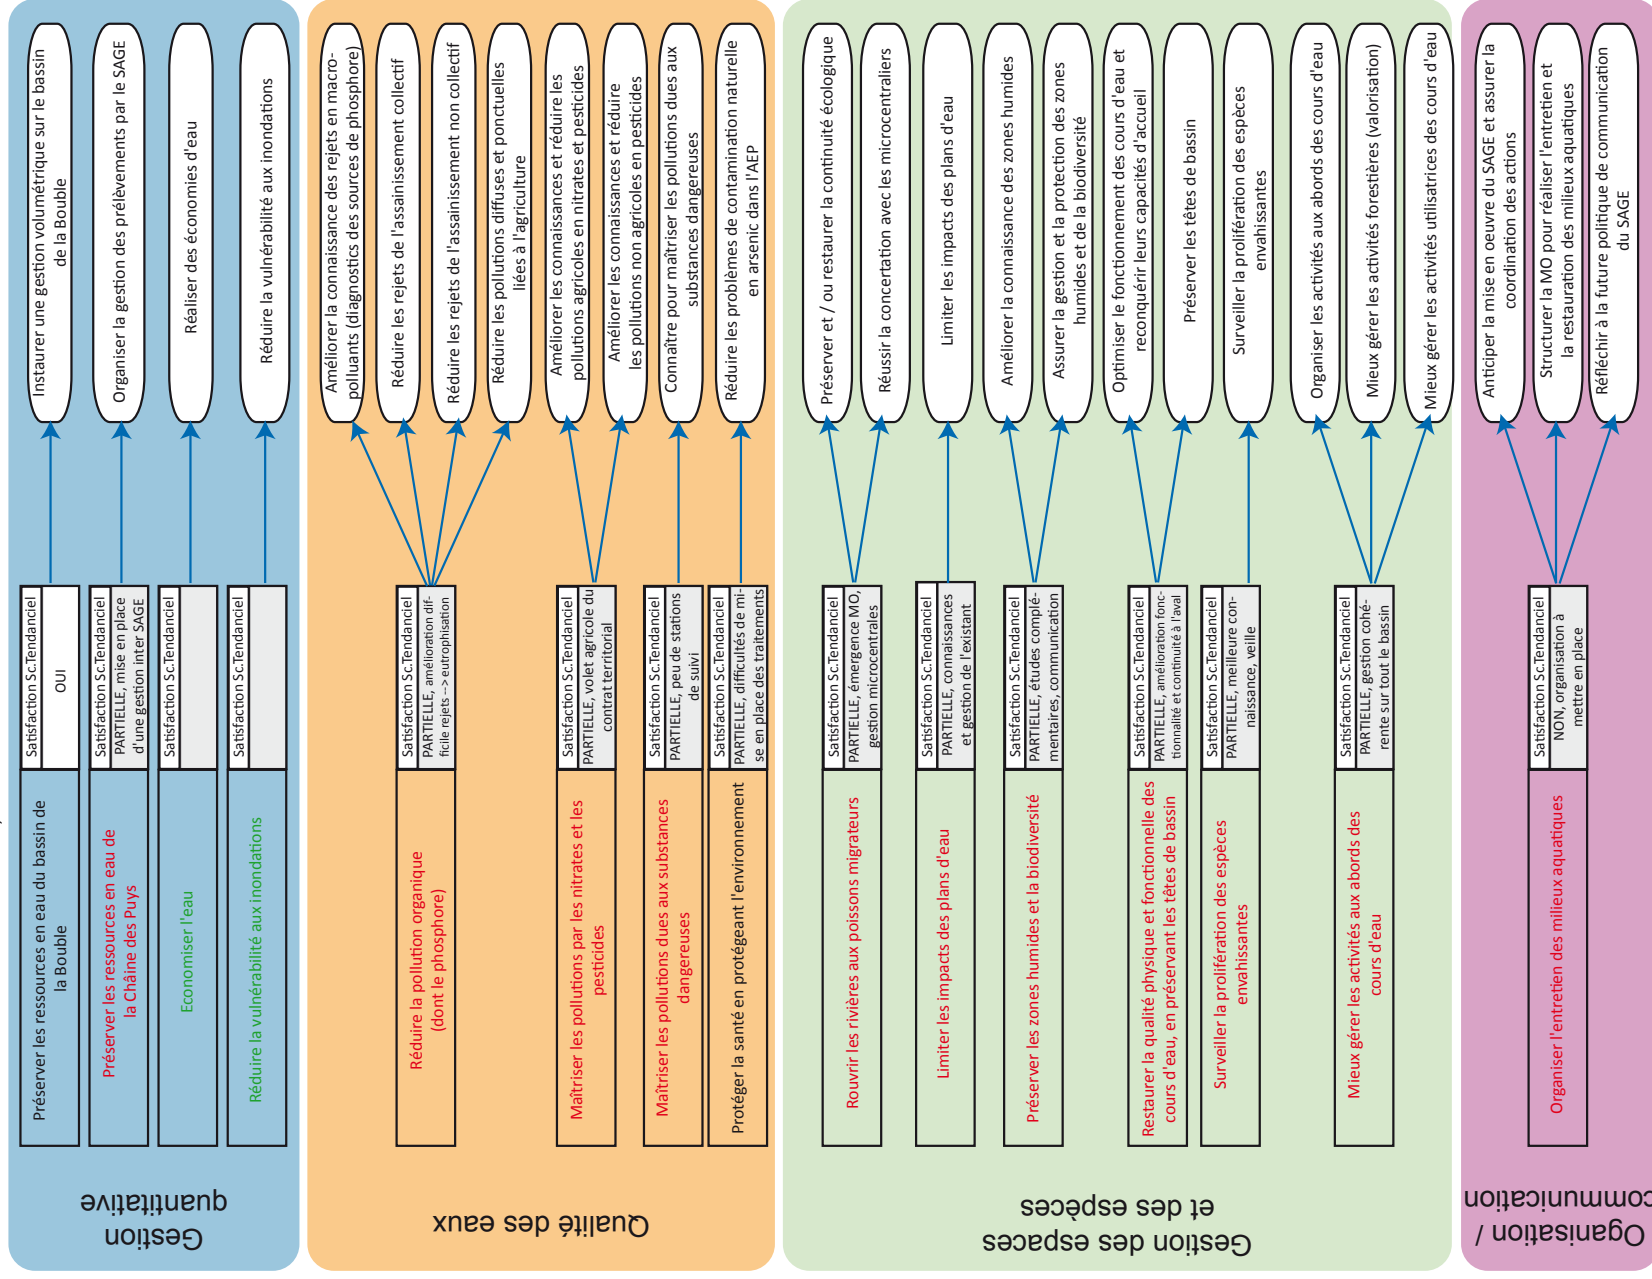 Gestion
quantitative
Préserver les ressources en eau du bassin de
la Bouble
Satisfaction Sc.Tendanciel
OUI
Instaurer une gestion volumétrique sur le bassin
de la Bouble
Préserver les ressources en eau de
la Chaîne des Puys
Satisfaction Sc.Tendanciel
PARTIELLE, mise en place
d'une gestion inter SAGE
Organiser la gestion des prélèvements par le SAGE
Economiser l'eau
Satisfaction Sc.Tendanciel
Réaliser des économies d'eau
Réduire la vulnérabilité aux inondations
Satisfaction Sc.Tendanciel
Réduire la vulnérabilité aux inondations
Qualité des eaux
Réduire la pollution organique
(dont le phosphore)
Satisfaction Sc.Tendanciel
PARTIELLE, amélioration dif-
ficile rejets --> eutrophisation
Améliorer la connaissance des rejets en macro-
polluants (diagnostics des sources de phosphore)
Réduire les rejets de l'assainissement collectif
Réduire les rejets de l'assainissement non collectif
Réduire les pollutions diffuses et ponctuelles
liées à l'agriculture
Maîtriser les pollutions par les nitrates et les
pesticides
Satisfaction Sc.Tendanciel
PARTIELLE, volet agricole du
contrat territorial
Améliorer les connaissances et réduire les
pollutions agricoles en nitrates et pesticides
Améliorer les connaissances et réduire
les pollutions non agricoles en pesticides
Maîtriser les pollutions dues aux substances
dangereuses
Satisfaction Sc.Tendanciel
PARTIELLE, peu de stations
de suivi
Connaître pour maîtriser les pollutions dues aux
substances dangereuses
Protéger la santé en protégeant l'environnement
Satisfaction Sc.Tendanciel
PARTIELLE, difficultés de mi-
se en place des traitements
Réduire les problèmes de contamination naturelle
en arsenic dans l'AEP
Gestion des espaces
et des espèces
Rouvrir les rivières aux poissons migrateurs
Satisfaction Sc.Tendanciel
PARTIELLE, émergence MO,
gestion microcentrales
Préserver et / ou restaurer la continuité écologique
Réussir la concertation avec les microcentraliers
Limiter les impacts des plans d'eau
Satisfaction Sc.Tendanciel
PARTIELLE, connaissances
et gestion de l'existant
Limiter les impacts des plans d'eau
Préserver les zones humides et la biodiversité
Satisfaction Sc.Tendanciel
PARTIELLE, études complé-
mentaires, communication
Améliorer la connaissance des zones humides
Assurer la gestion et la protection des zones
humides et de la biodiversité
Restaurer la qualité physique et fonctionnelle des
cours d'eau, en préservant les têtes de bassin
Satisfaction Sc.Tendanciel
PARTIELLE, amélioration fonc-
tionnalité et continuité à l'aval
Optimiser le fonctionnement des cours d'eau et
reconquérir leurs capacités d'accueil
Préserver les têtes de bassin
Surveiller la prolifération des espèces
envahissantes
Satisfaction Sc.Tendanciel
PARTIELLE, meilleure con-
naissance, veille
Surveiller la prolifération des espèces
envahissantes
Mieux gérer les activités aux abords des
cours d'eau
Satisfaction Sc.Tendanciel
PARTIELLE, gestion cohé-
rente sur tout le bassin
Organiser les activités aux abords des cours d'eau
Mieux gérer les activités forestières (valorisation)
Mieux gérer les activités utilisatrices des cours d'eau
Oganisation /
communication
Organiser l'entretien des milieux aquatiques
Satisfaction Sc.Tendanciel
NON, organisation à
mettre en place
Anticiper la mise en oeuvre du SAGE et assurer la
coordination des actions
Structurer la MO pour réaliser l'entretien et
la restauration des milieux aquatiques
Réfléchir à la future politique de communication
du SAGE